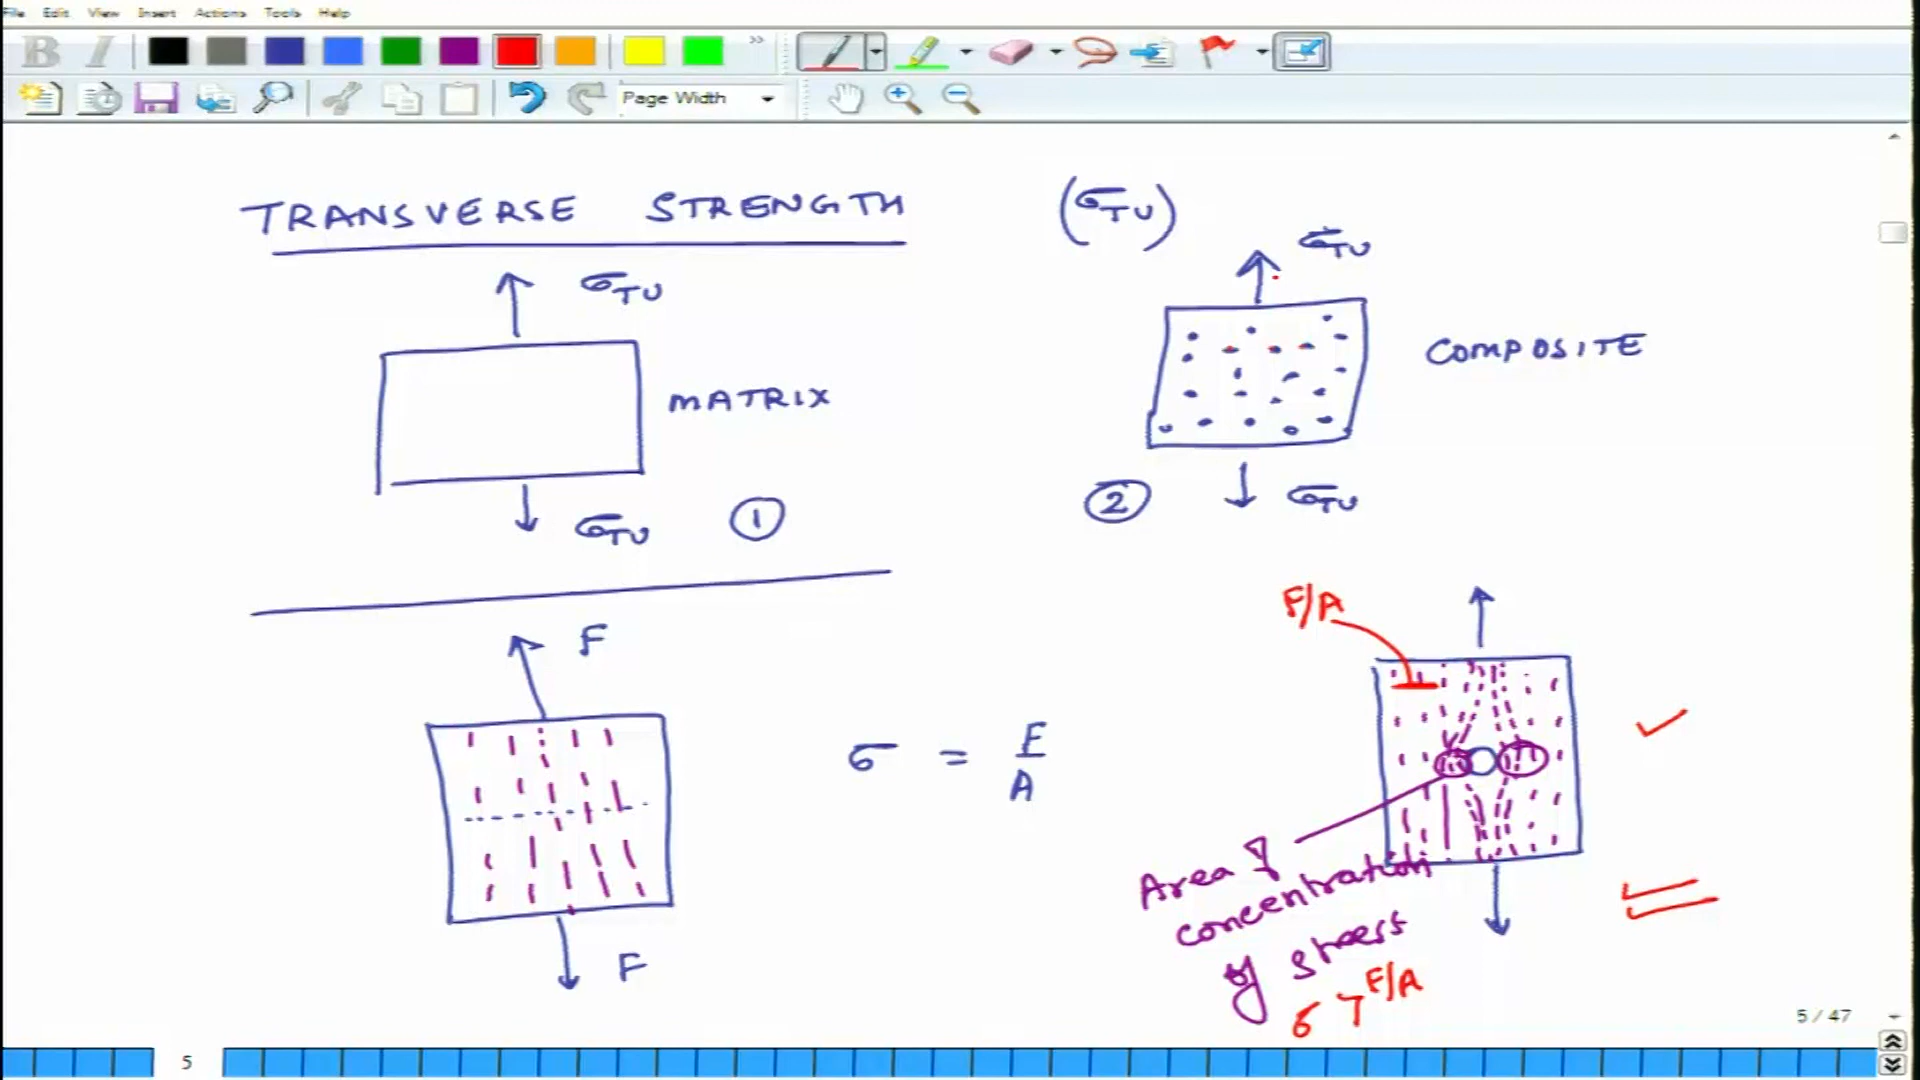 File Edit View Insert Actions Tools Help
B I
Page Width
TRANSVERSE STRENGTH (σTU)
σTU
MATRIX
σTU
1
σTU
COMPOSITE
2
σTU
F
F
σ = F/A
F/A
Area of
concentration
of stress
σ > F/A
5 / 47
5